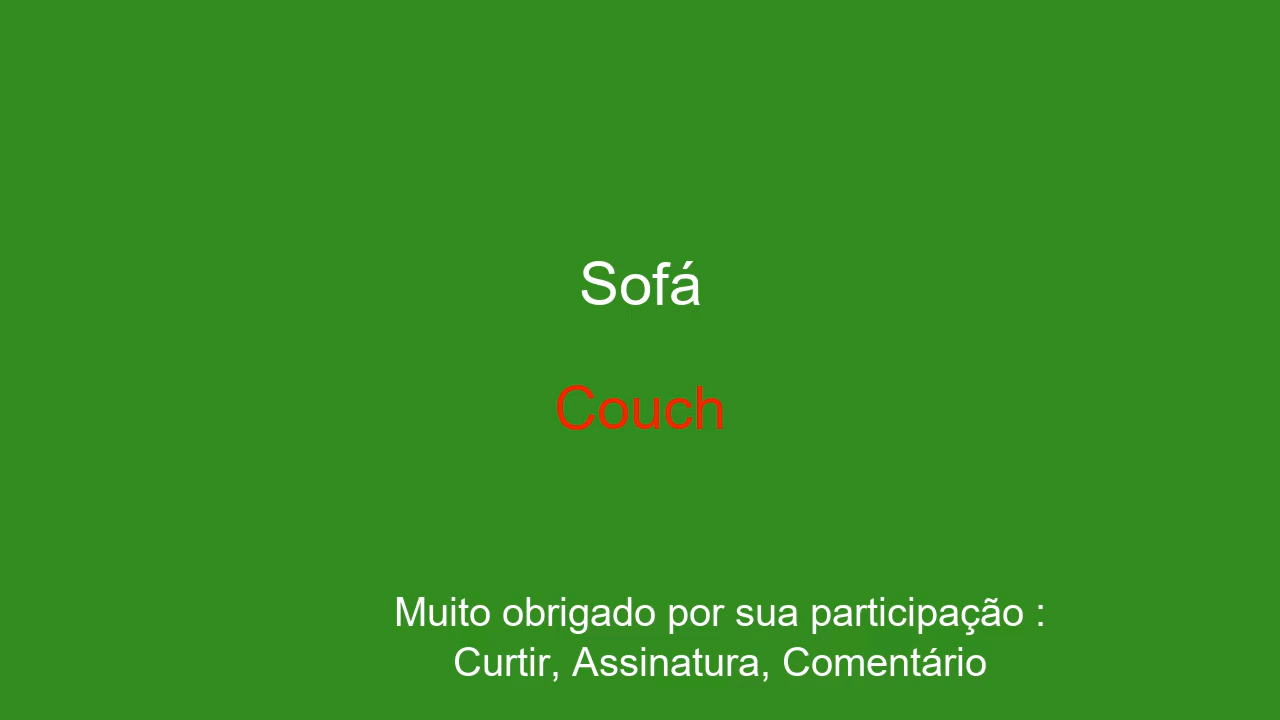 Sofá
Couch
Muito obrigado por sua participação :
Curtir, Assinatura, Comentário